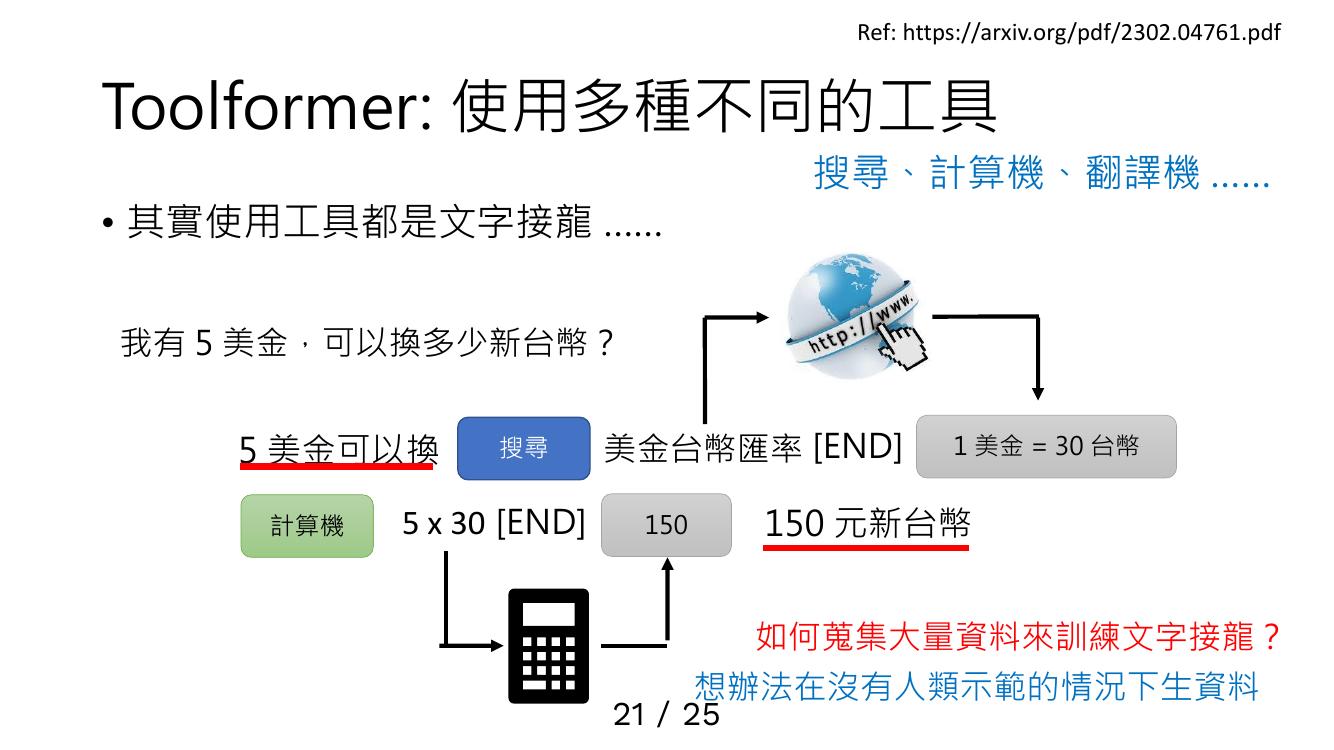 Ref: https://arxiv.org/pdf/2302.04761.pdf
Toolformer: 使用多種不同的工具
搜尋、計算機、翻譯機 ......
• 其實使用工具都是文字接龍 ......
http://www.
我有 5 美金，可以換多少新台幣？
5 美金可以換 搜尋 美金台幣匯率 [END] 1 美金 = 30 台幣
計算機 5 x 30 [END] 150 150 元新台幣
如何蒐集大量資料來訓練文字接龍？
想辦法在沒有人類示範的情況下生資料
21 / 25